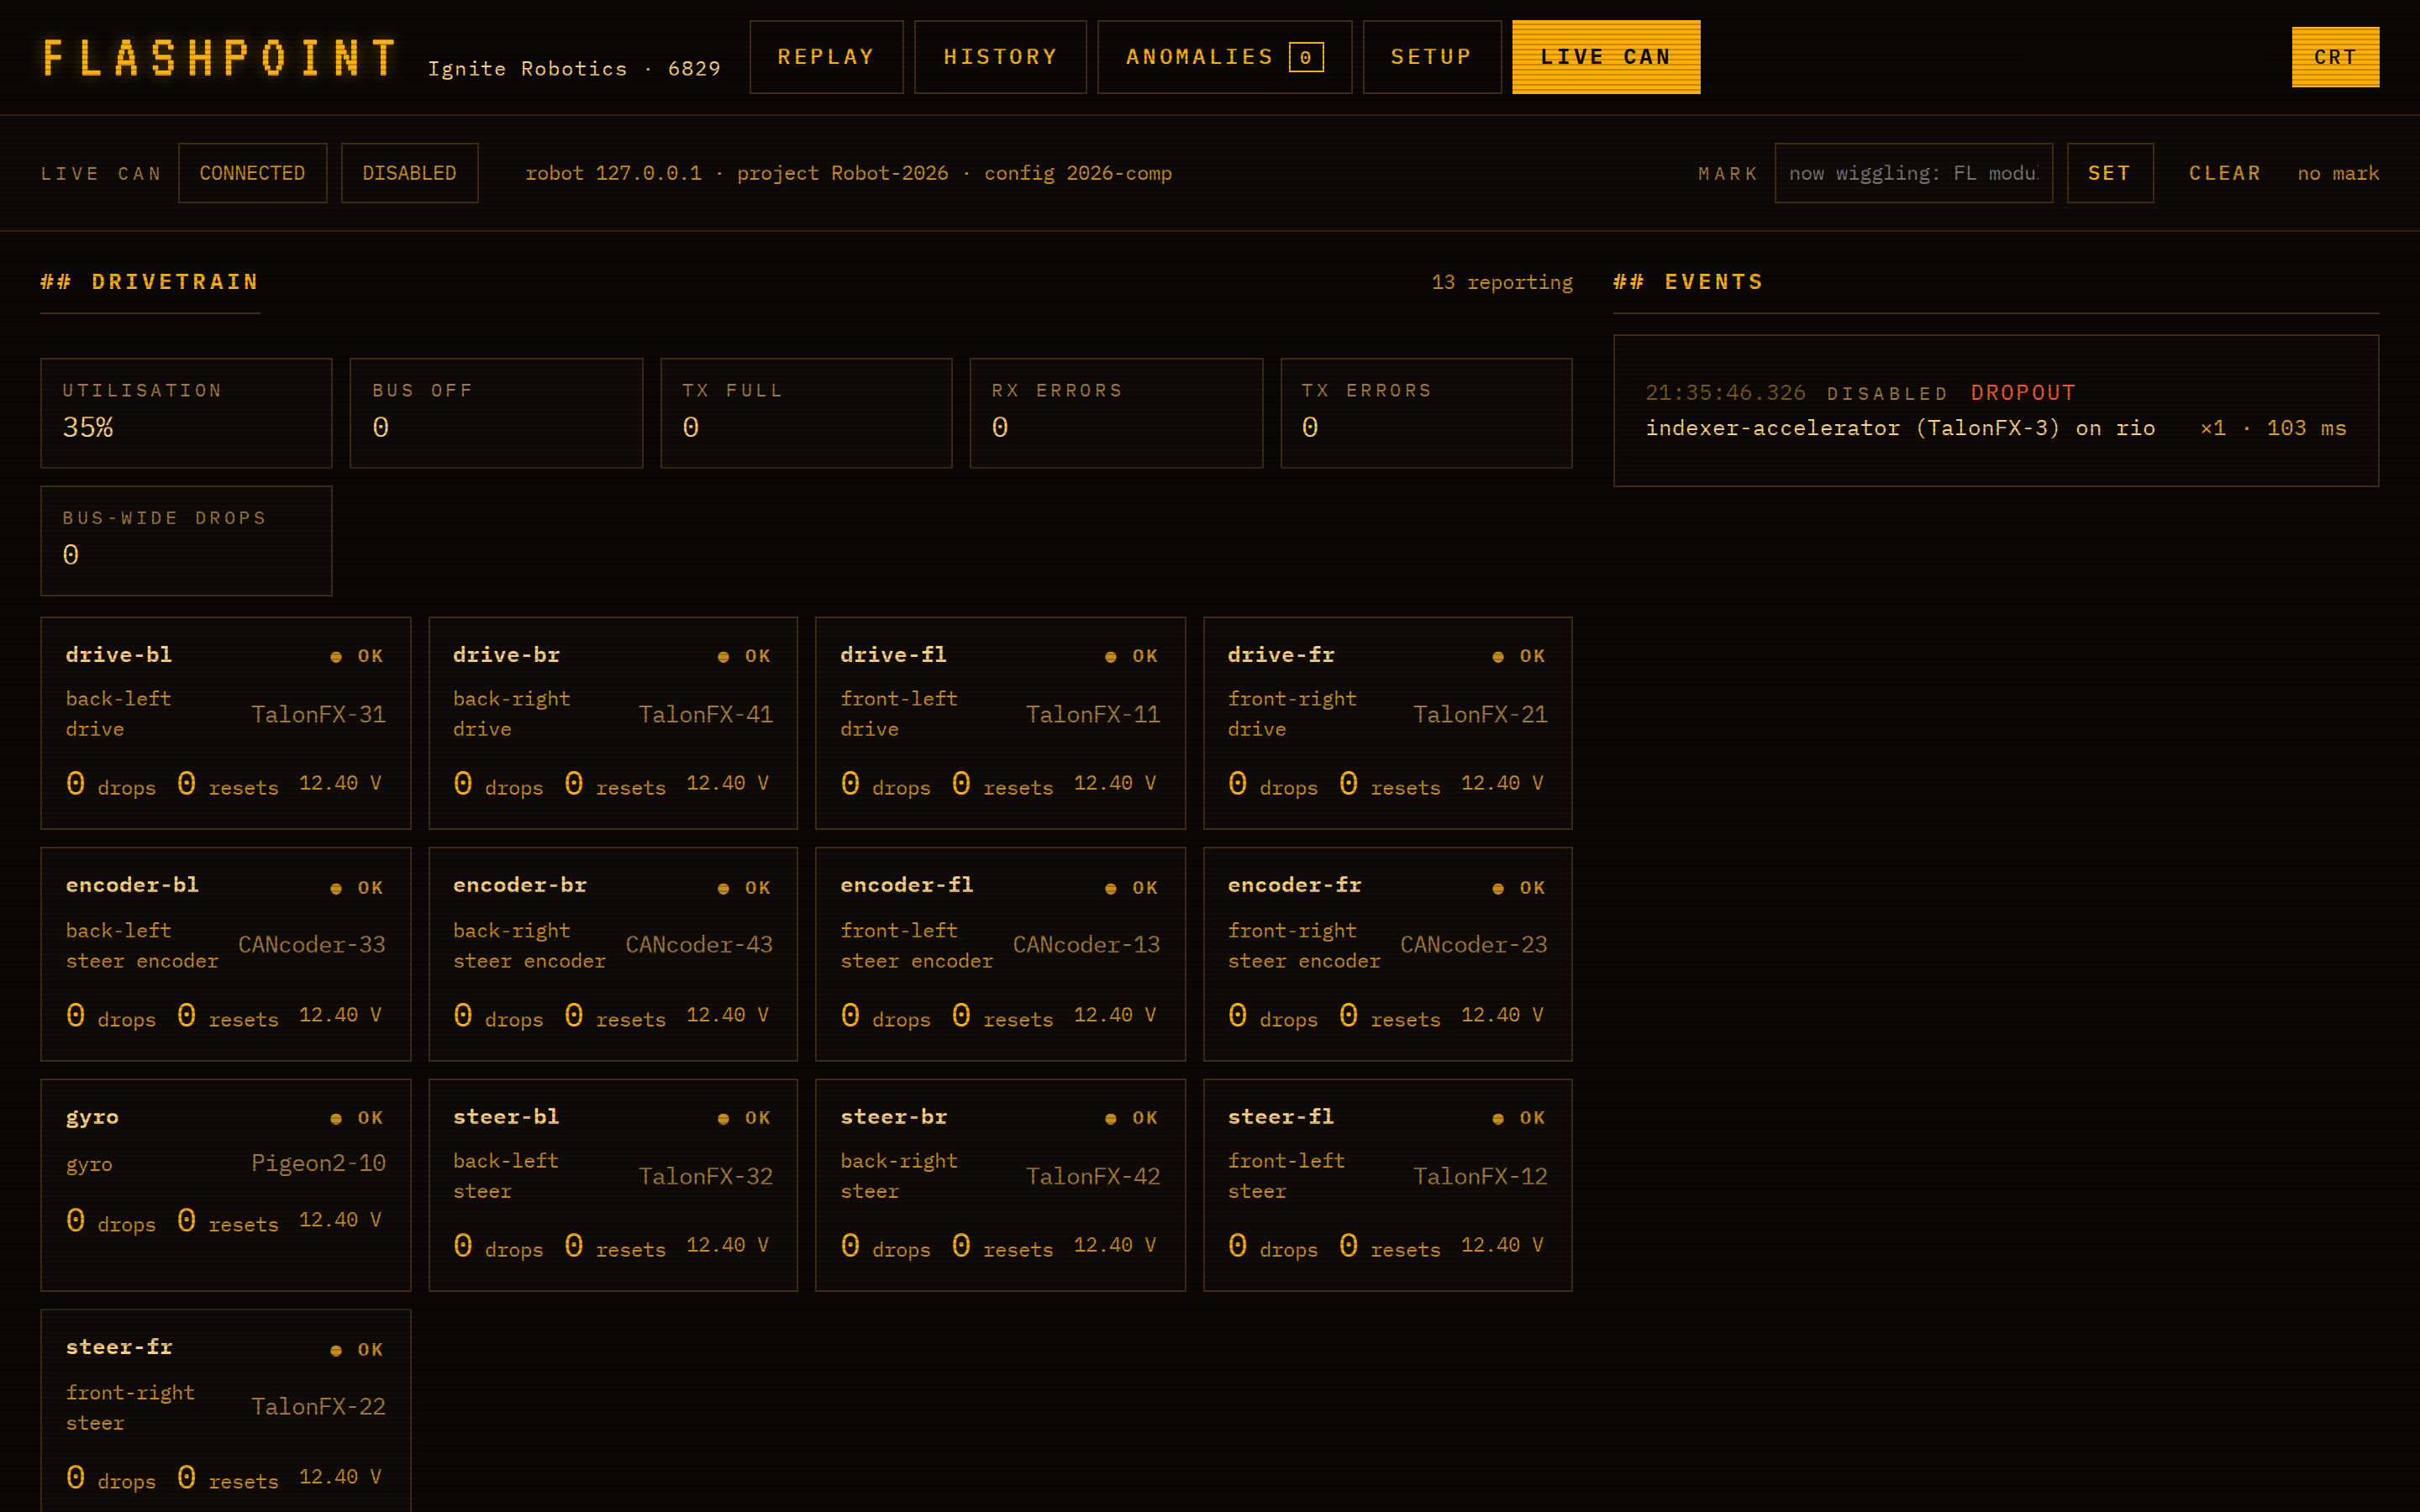 FLASHPOINT
Ignite Robotics · 6829
REPLAY
HISTORY
ANOMALIES 0
SETUP
LIVE CAN
CRT
LIVE CAN
CONNECTED
DISABLED
robot 127.0.0.1 · project Robot-2026 · config 2026-comp
MARK
now wiggling: FL modu
SET
CLEAR
no mark
## DRIVETRAIN
13 reporting
UTILISATION
35%
BUS OFF
0
TX FULL
0
RX ERRORS
0
TX ERRORS
0
BUS-WIDE DROPS
0
drive-bl
● OK
back-left
drive
TalonFX-31
0 drops 0 resets 12.40 V
drive-br
● OK
back-right
drive
TalonFX-41
0 drops 0 resets 12.40 V
drive-fl
● OK
front-left
drive
TalonFX-11
0 drops 0 resets 12.40 V
drive-fr
● OK
front-right
drive
TalonFX-21
0 drops 0 resets 12.40 V
encoder-bl
● OK
back-left
steer encoder
CANcoder-33
0 drops 0 resets 12.40 V
encoder-br
● OK
back-right
steer encoder
CANcoder-43
0 drops 0 resets 12.40 V
encoder-fl
● OK
front-left
steer encoder
CANcoder-13
0 drops 0 resets 12.40 V
encoder-fr
● OK
front-right
steer encoder
CANcoder-23
0 drops 0 resets 12.40 V
gyro
● OK
gyro
Pigeon2-10
0 drops 0 resets 12.40 V
steer-bl
● OK
back-left
steer
TalonFX-32
0 drops 0 resets 12.40 V
steer-br
● OK
back-right
steer
TalonFX-42
0 drops 0 resets 12.40 V
steer-fl
● OK
front-left
steer
TalonFX-12
0 drops 0 resets 12.40 V
steer-fr
● OK
front-right
steer
TalonFX-22
0 drops 0 resets 12.40 V
## EVENTS
21:35:46.326 DISABLED DROPOUT
indexer-accelerator (TalonFX-3) on rio ×1 · 103 ms